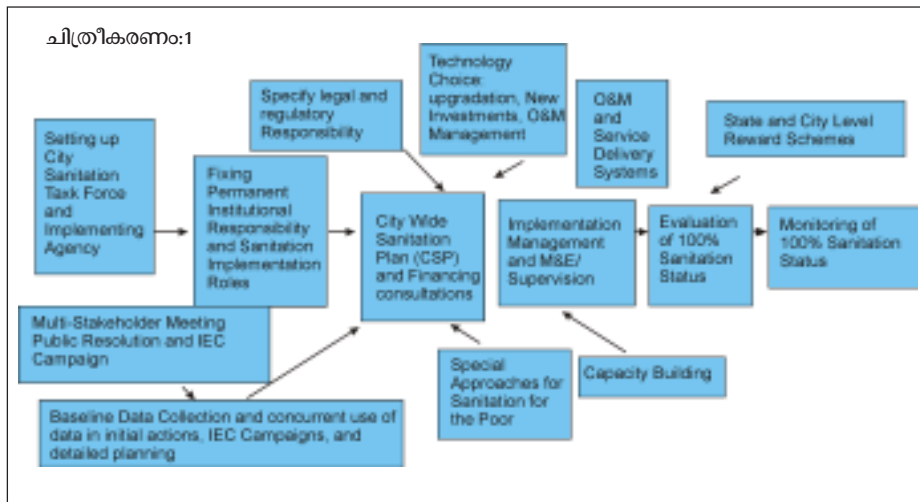 ചിത്രീകരണം:1
Setting up
City
Sanitation
Taxk Force
and
Implementing
Agency
Specify legal and
regulatory
Responsibility
Fixing
Permanent
Institutional
Responsibility
and Sanitation
Implementation
Roles
Multi-Stakeholder Meeting
Public Resolution and IEC
Campaign
Baseline Data Collection and concurrent use of
data in initial actions, IEC Campaigns, and
detailed planning
Technology
Choice:
upgradation, New
Investments, O&M
Management
City Wide
Sanitation
Plan (CSP)
and Financing
consultations
Special
Approaches for
Sanitation for
the Poor
O&M
and
Service
Delivery
Systems
Implementation
Management
and M&E/
Supervision
Capacity Building
State and City Level
Reward Schemes
Evaluation
of 100%
Sanitation
Status
Monitoring of
100% Sanitation
Status